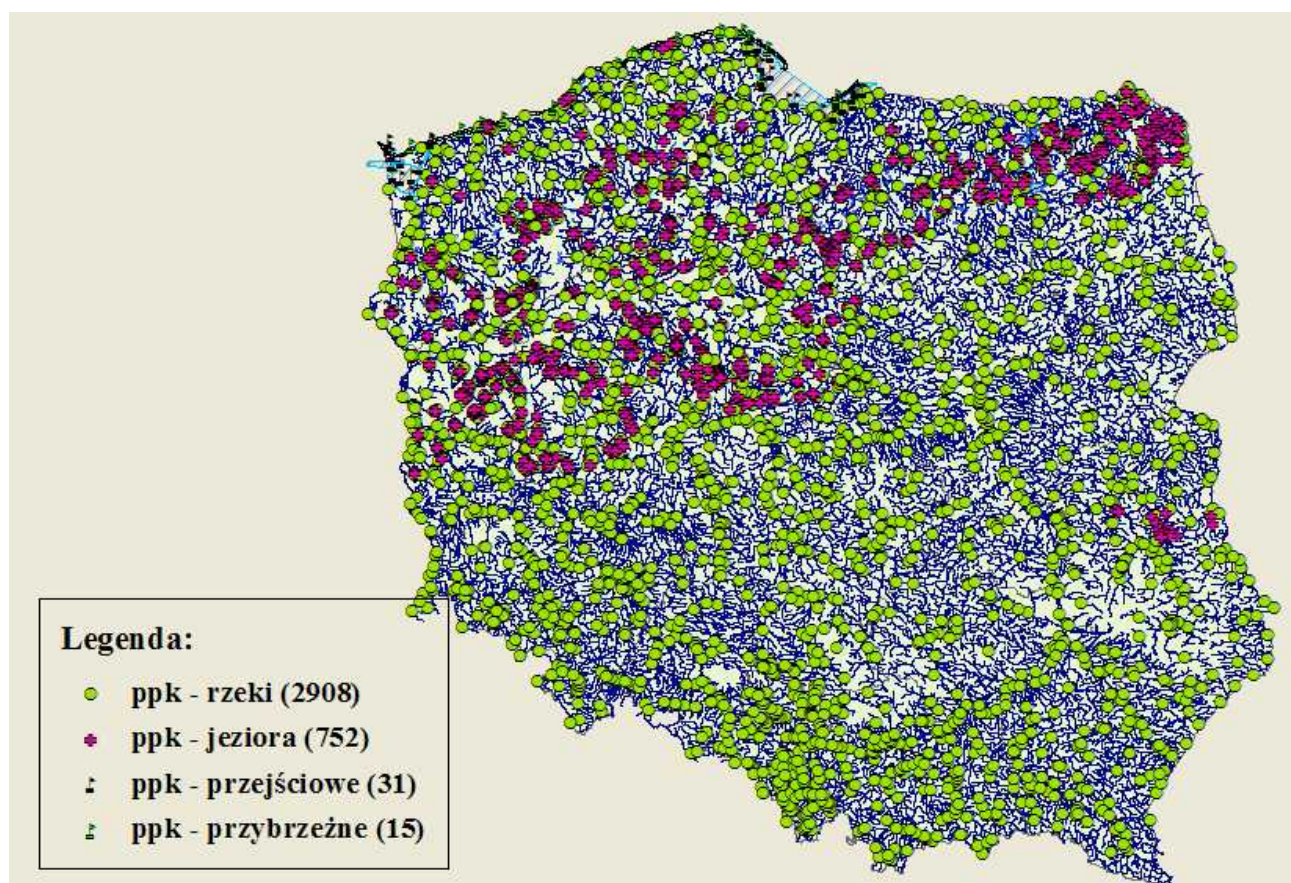 Legenda:
ppk - rzeki (2908)
ppk - jeziora (752)
ppk - przejściowe (31)
ppk - przybrzeżne (15)